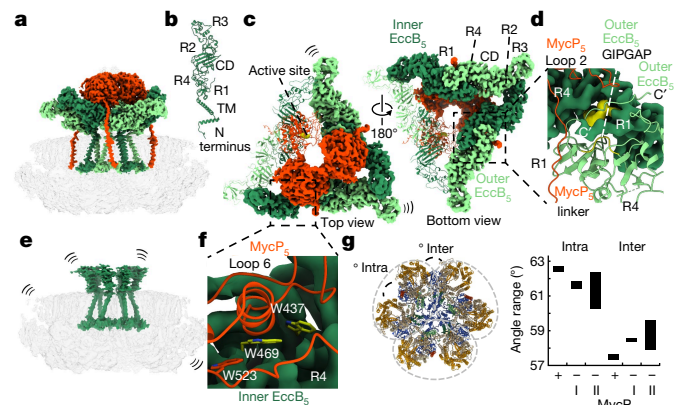 a
b
R3
R2
CD
R4
R1
TM
N
terminus
c
Inner
EccB5
R4
CD
R2
R1
R3
Active site
180°
Outer
EccB5
Top view
Bottom view
d
MycP5
Loop 2
Outer
EccB5
GIPGAP
Outer
EccB5
C′
R4
C
R1
R1
MycP5
linker
R4
e
f
MycP5
Loop 6
W437
W469
W523
R4
Inner EccB5
g
° Intra
° Inter
Intra
Inter
Angle range (°)
63
61
59
57
+ – – + – –
I II I II
MycP